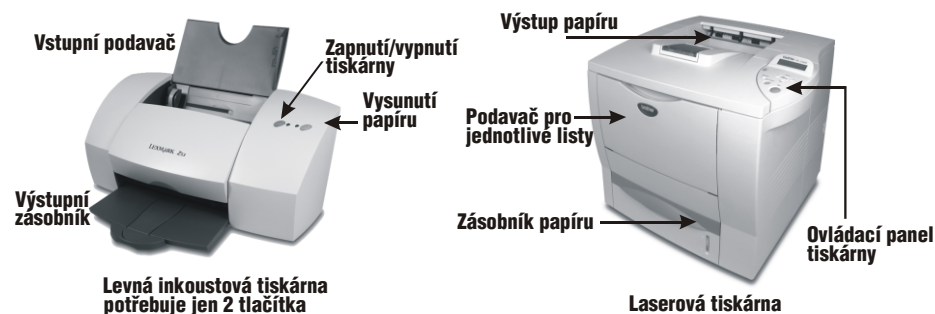 Vstupní podavač
Zapnutí/vypnutí
tiskárny
Vysunutí
papíru
Výstupní
zásobník
LEXMARK
Levná inkoustová tiskárna
potřebuje jen 2 tlačítka
Výstup papíru
Podavač pro
jednotlivé listy
Zásobník papíru
Ovládací panel
tiskárny
Laserová tiskárna